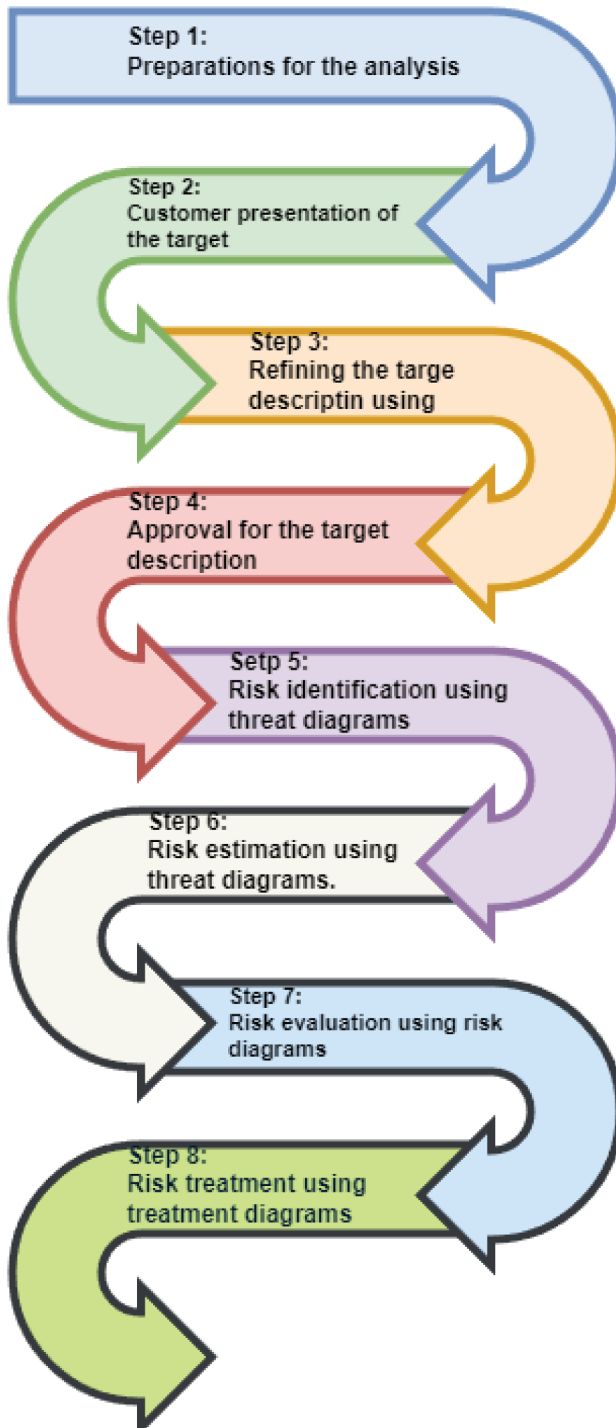 Step 1:
Preparations for the analysis
Step 2:
Customer presentation of
the target
Step 3:
Refining the targe
descriptin using
Step 4:
Approval for the target
description
Setp 5:
Risk identification using
threat diagrams
Step 6:
Risk estimation using
threat diagrams.
Step 7:
Risk evaluation using risk
diagrams
Step 8:
Risk treatment using
treatment diagrams